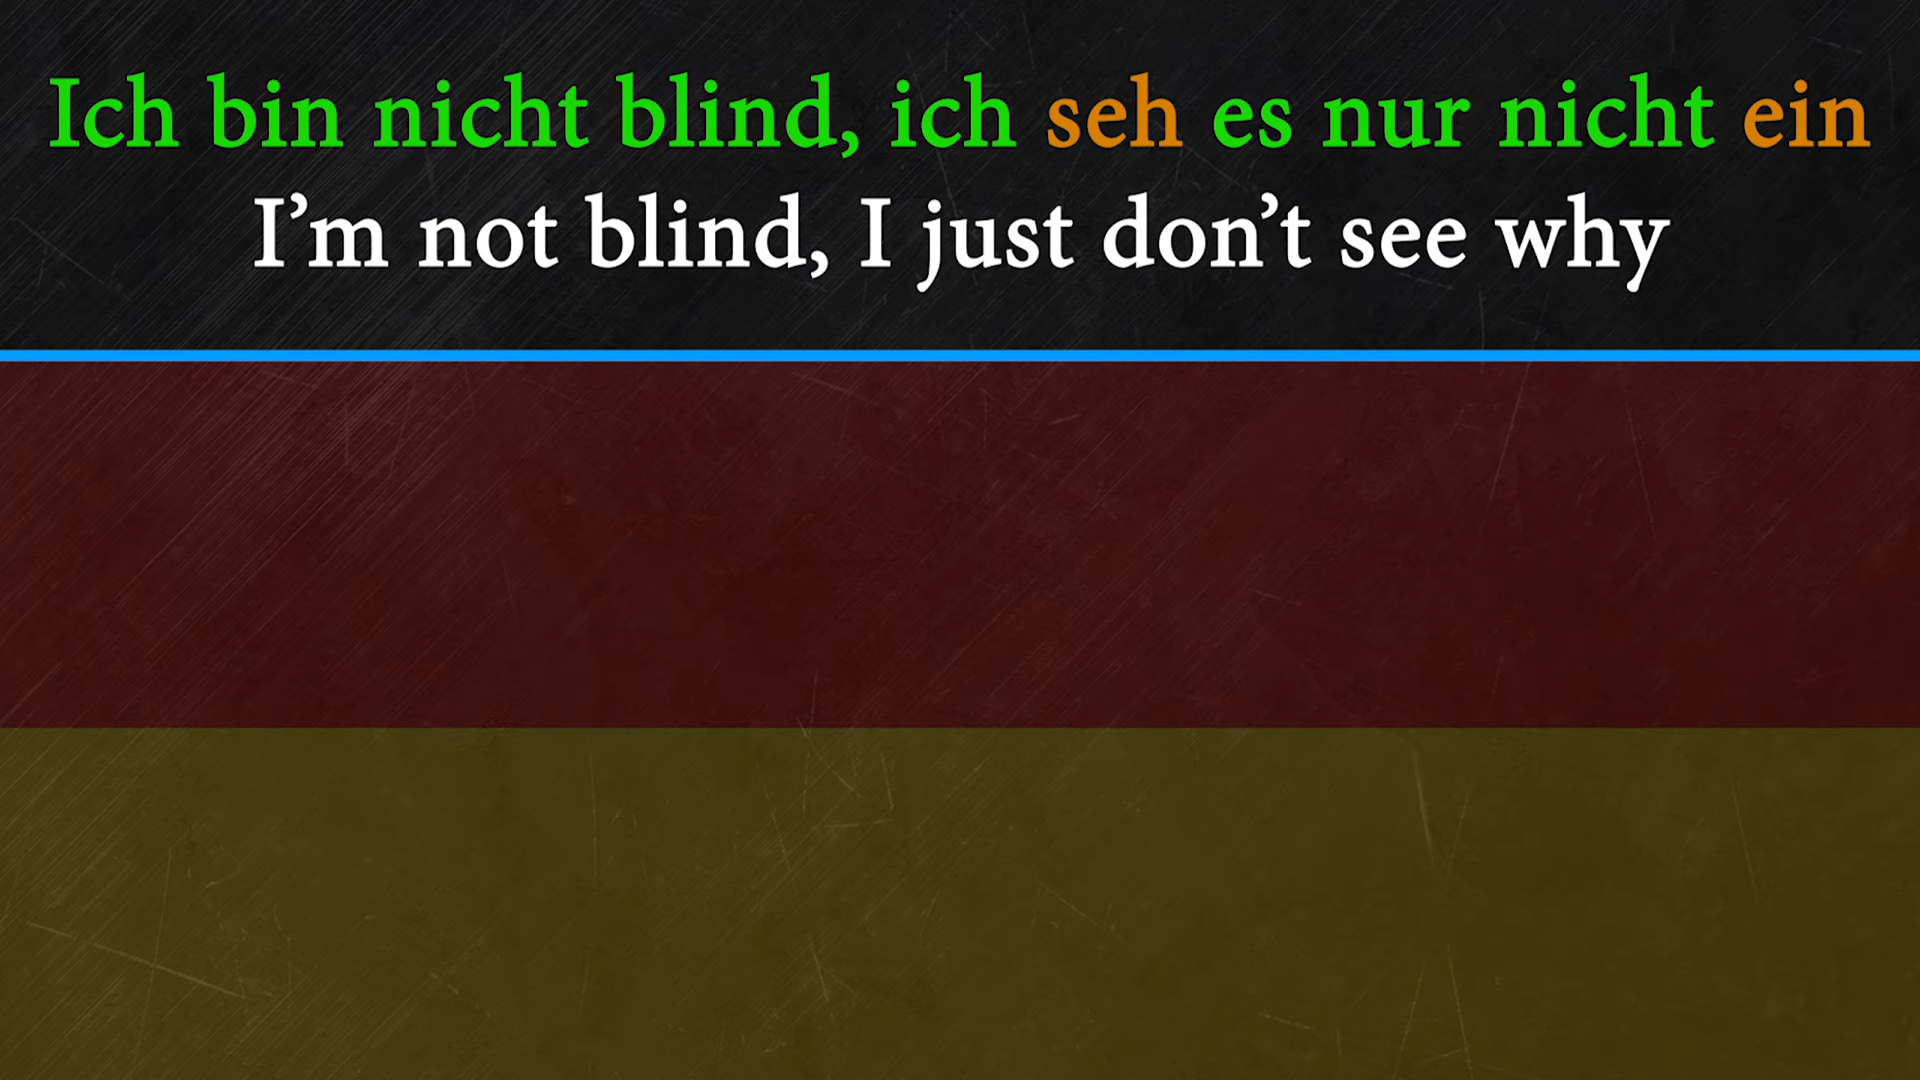 Ich bin nicht blind, ich seh es nur nicht ein
I’m not blind, I just don’t see why